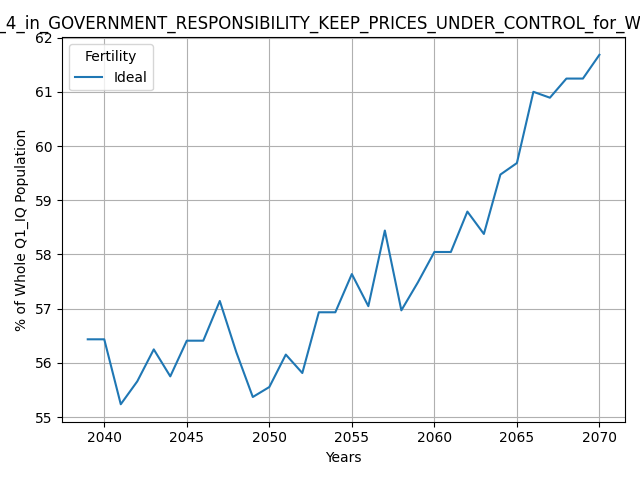 _4_in_GOVERNMENT_RESPONSIBILITY_KEEP_PRICES_UNDER_CONTROL_for_W
62
61
60
59
58
57
56
55
% of Whole Q1_IQ Population
Fertility
Ideal
2040 2045 2050 2055 2060 2065 2070
Years